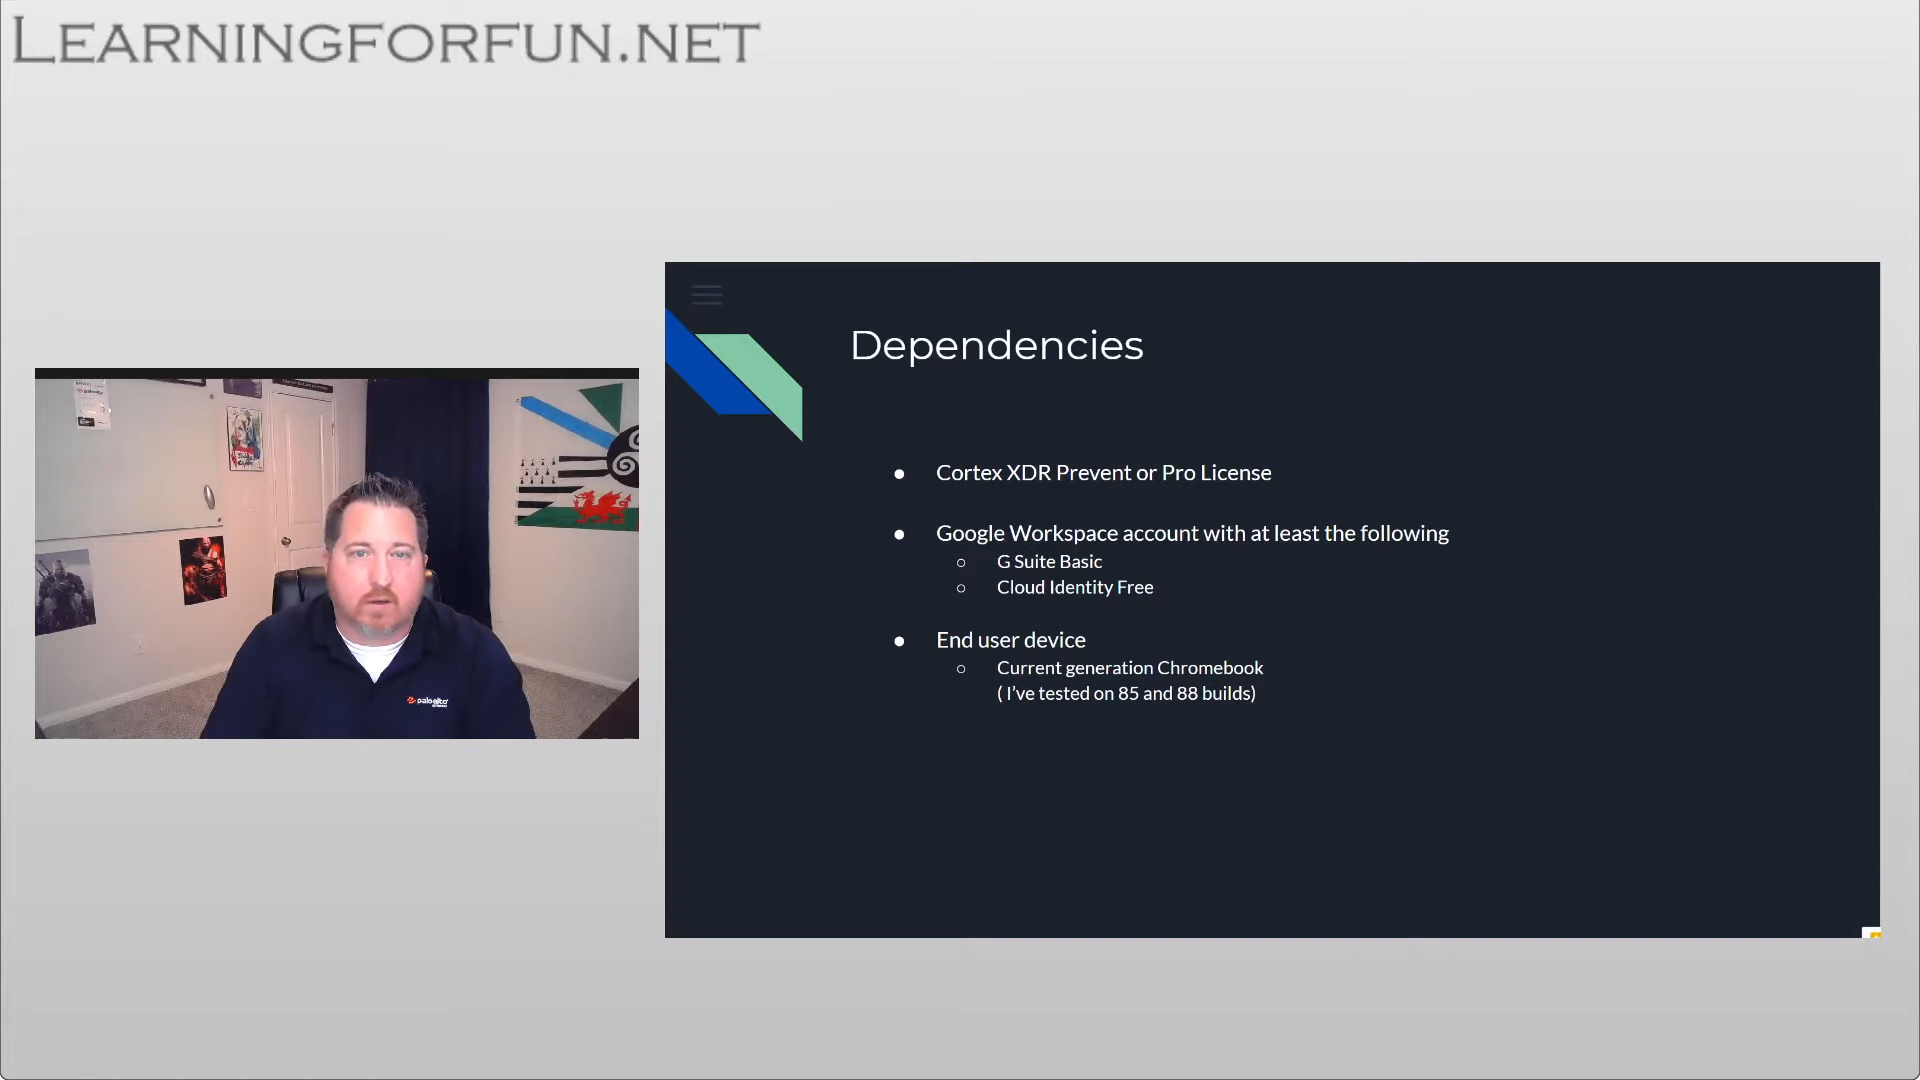 LEARNINGFORFUN.NET
Dependencies
● Cortex XDR Prevent or Pro License
● Google Workspace account with at least the following
○ G Suite Basic
○ Cloud Identity Free
● End user device
○ Current generation Chromebook
( I've tested on 85 and 88 builds)
paloalto